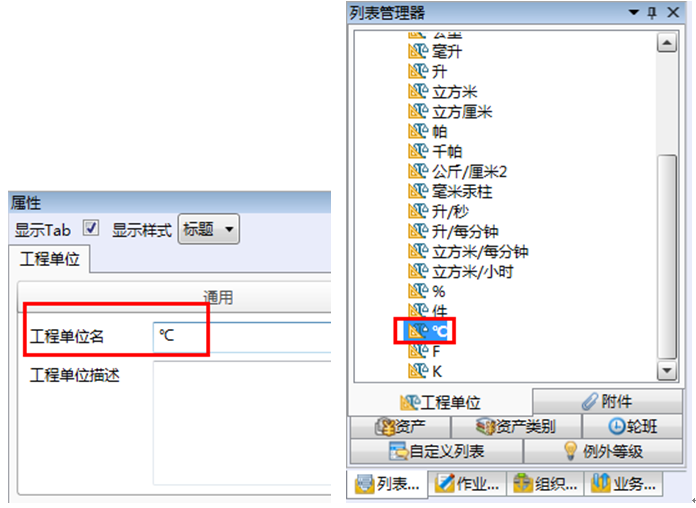 属性
显示Tab 显示样式 标题
工程单位
通用
工程单位名 ℃
工程单位描述
列表管理器
公里
毫升
升
立方米
立方厘米
帕
千帕
公斤/厘米2
毫米汞柱
升/秒
升/每分钟
立方米/每分钟
立方米/小时
%
件
℃
F
K
工程单位 附件
资产 资产类别 轮班
自定义列表 例外等级
列表... 作业... 组织... 业务...